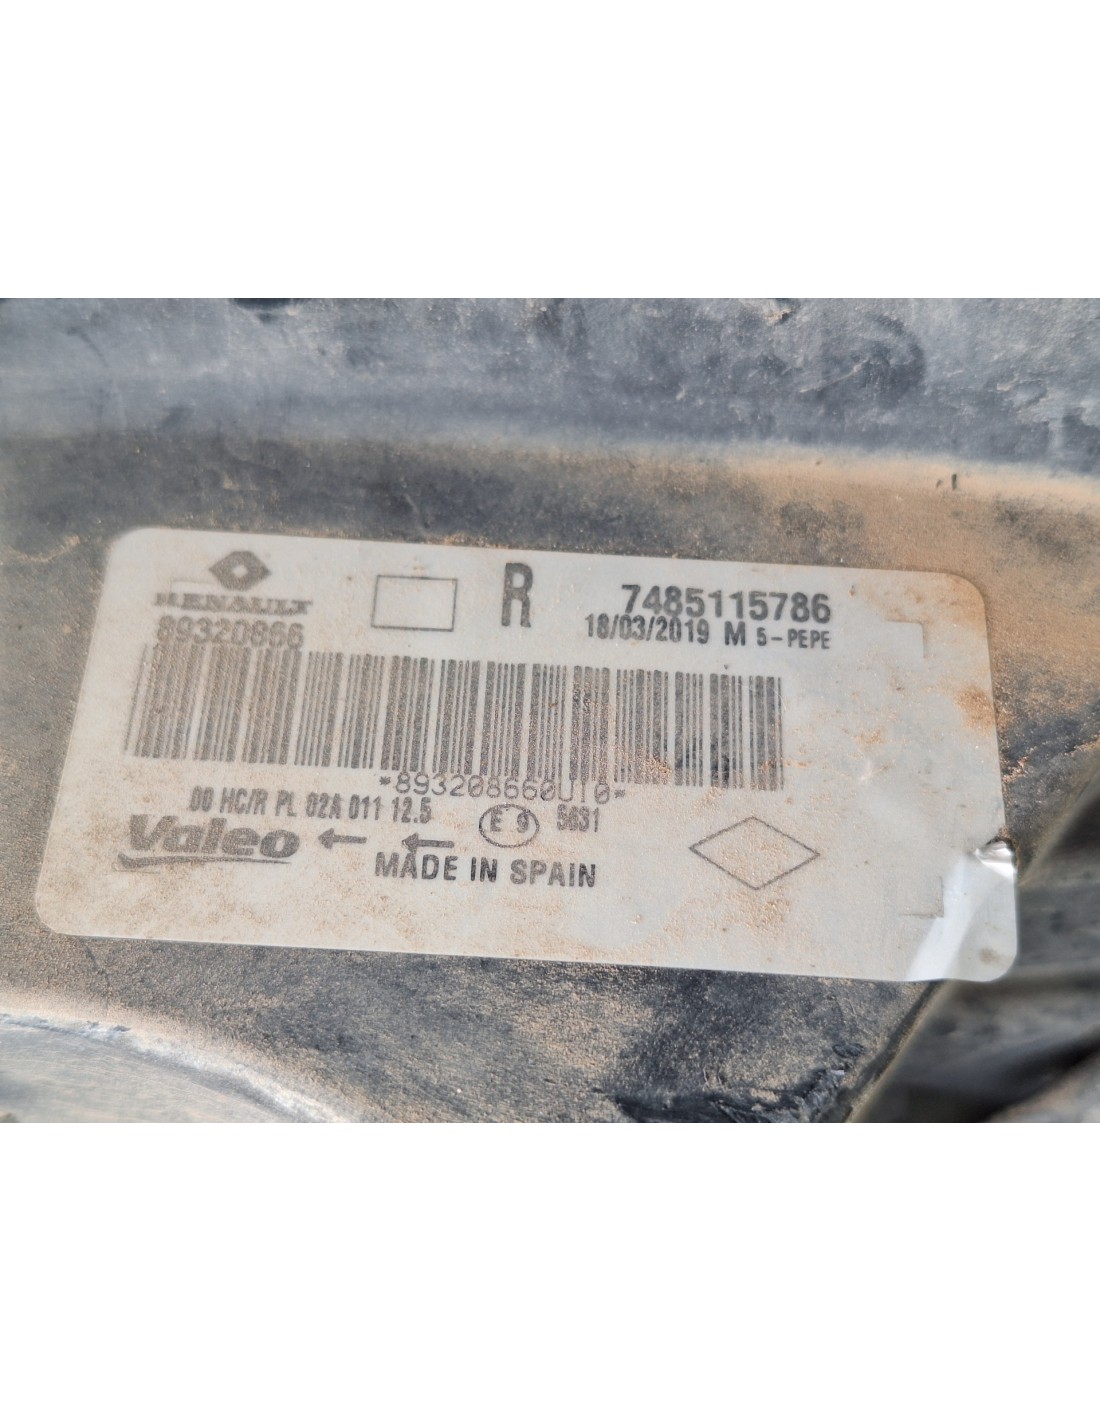 RENAULT
89320866
R
7485115786
18/03/2019 M 5-PEPE
*893208660UI0*
00 HC/R PL 02A 011 12.5
E 9
5631
Valeo
MADE IN SPAIN